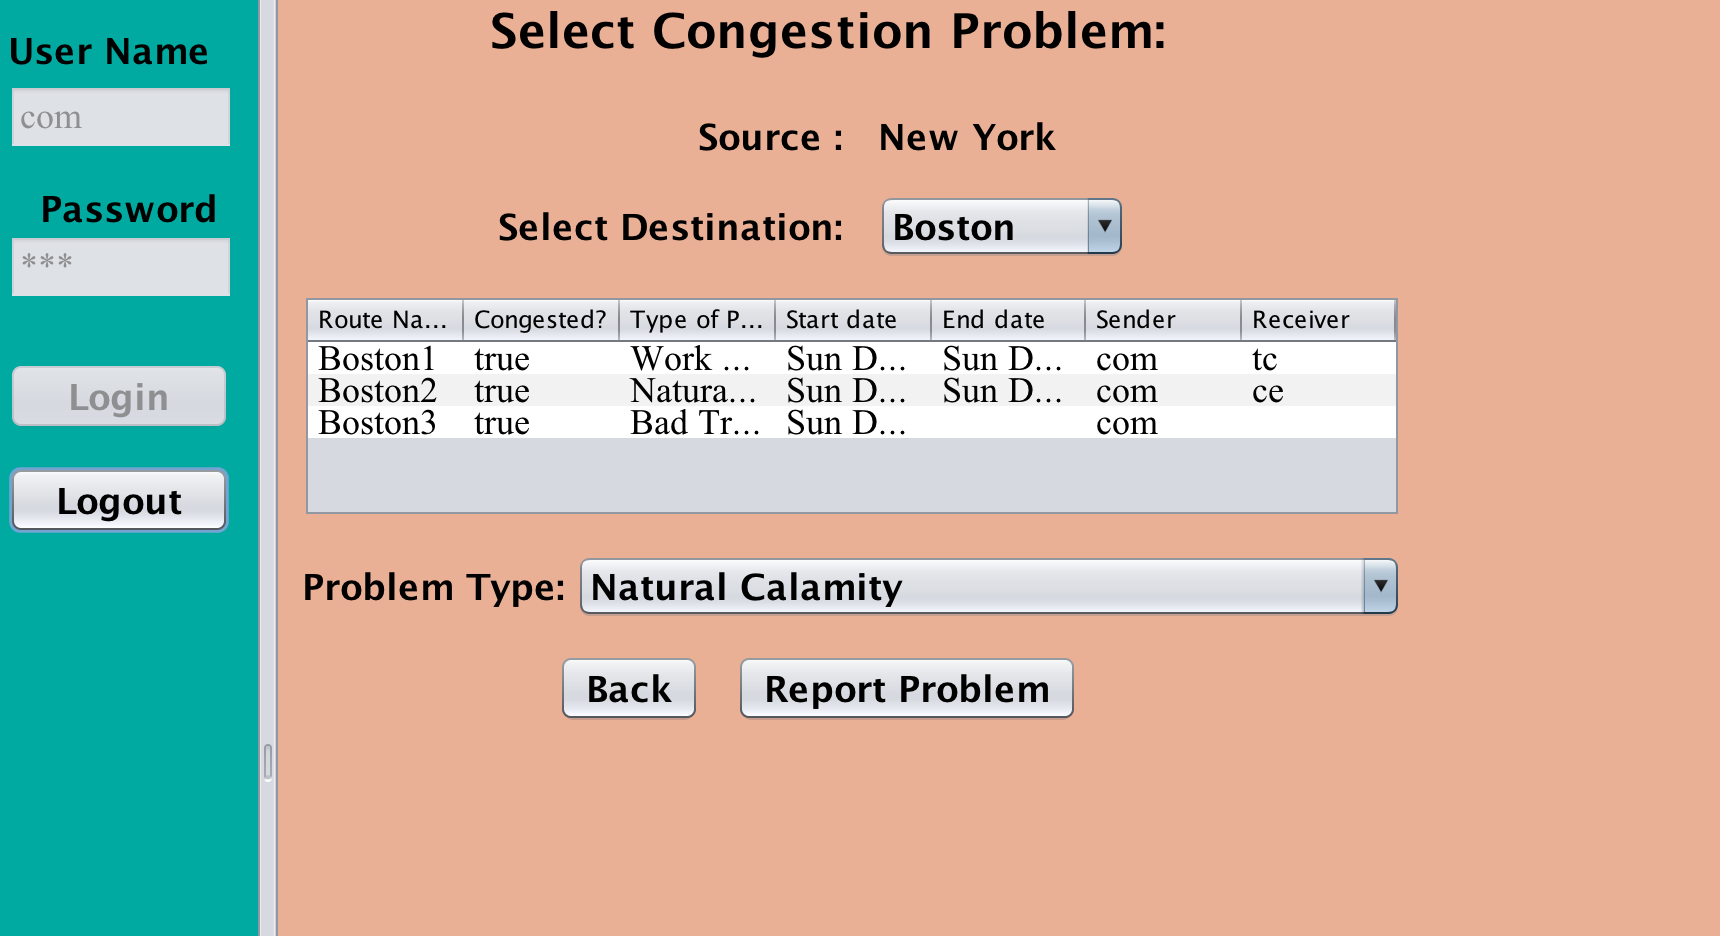 User Name
com
Password
***
Login
Logout
Select Congestion Problem:
Source : New York
Select Destination: Boston
Route Na... Congested? Type of P... Start date End date Sender Receiver
Boston1 true Work ... Sun D... Sun D... com tc
Boston2 true Natura... Sun D... Sun D... com ce
Boston3 true Bad Tr... Sun D... com
Problem Type: Natural Calamity
Back Report Problem